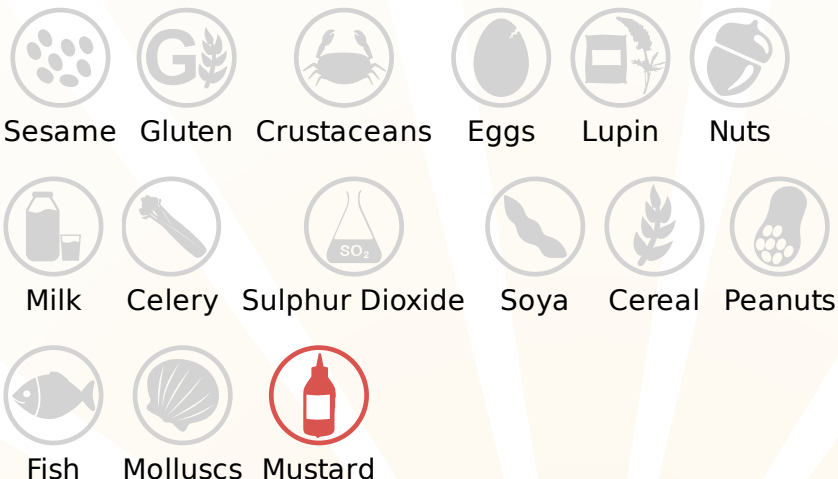 G
Sesame Gluten Crustaceans Eggs Lupin Nuts
SO₂
Milk Celery Sulphur Dioxide Soya Cereal Peanuts
Fish Molluscs Mustard